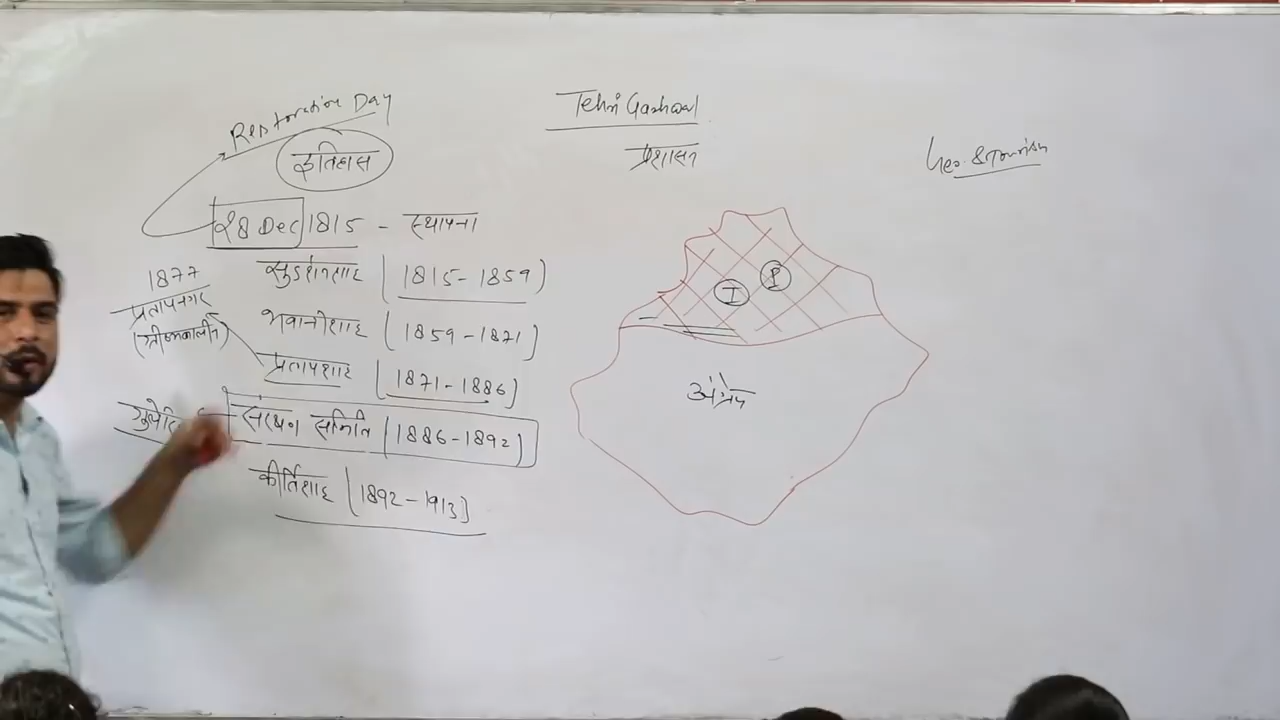 Restoration Day
इतिहास
28 Dec 1815 - स्थापना
सुदर्शनशाह (1815-1859)
भवानीशाह (1859-1871)
1877
प्रतापनगर
(ग्रीष्मकालीन)
प्रतापशाह (1871-1886)
संरक्षण समिति (1886-1892)
कीर्तिशाह (1892-1913)
Tehri Garhwal
प्रशासन
I
P
अंग्रेज
Geo. & Tourism